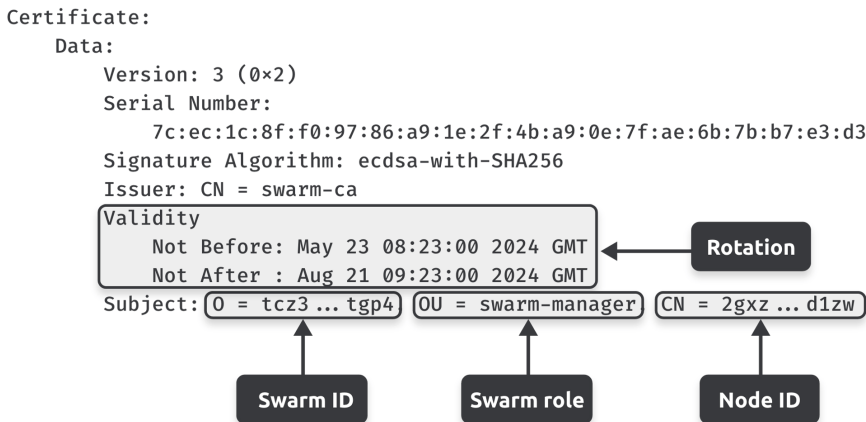 Certificate:
Data:
Version: 3 (0×2)
Serial Number:
7c:ec:1c:8f:f0:97:86:a9:1e:2f:4b:a9:0e:7f:ae:6b:7b:b7:e3:d3
Signature Algorithm: ecdsa-with-SHA256
Issuer: CN = swarm-ca
Validity
Not Before: May 23 08:23:00 2024 GMT
Rotation
Not After : Aug 21 09:23:00 2024 GMT
Subject: O = tcz3...tgp4, OU = swarm-manager, CN = 2gxz...d1zw
Swarm ID Swarm role Node ID